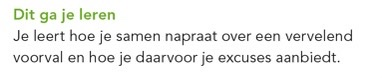 Dit ga je leren
Je leert hoe je samen napraat over een vervelend
voorval en hoe je daarvoor je excuses aanbiedt.